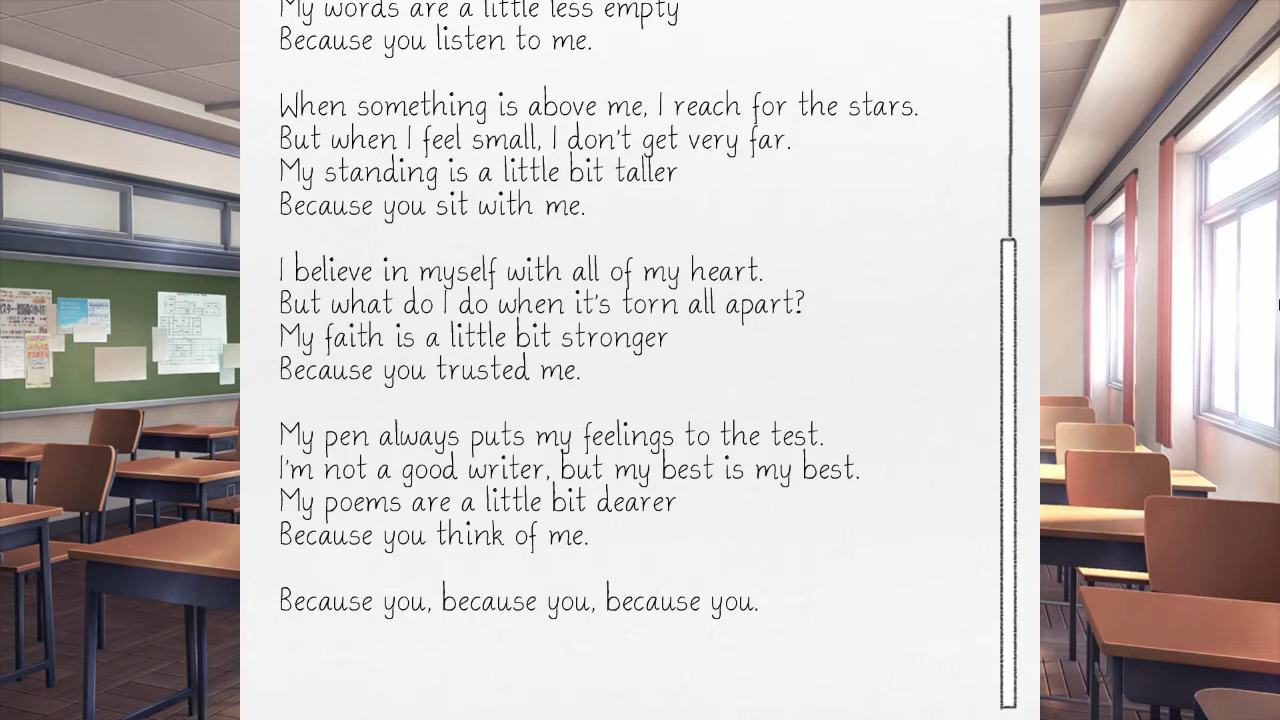 My words are a little less empty
Because you listen to me.
When something is above me, I reach for the stars.
But when I feel small, I don't get very far.
My standing is a little bit taller
Because you sit with me.
I believe in myself with all of my heart.
But what do I do when it's torn all apart?
My faith is a little bit stronger
Because you trusted me.
My pen always puts my feelings to the test.
I'm not a good writer, but my best is my best.
My poems are a little bit dearer
Because you think of me.
Because you, because you, because you.